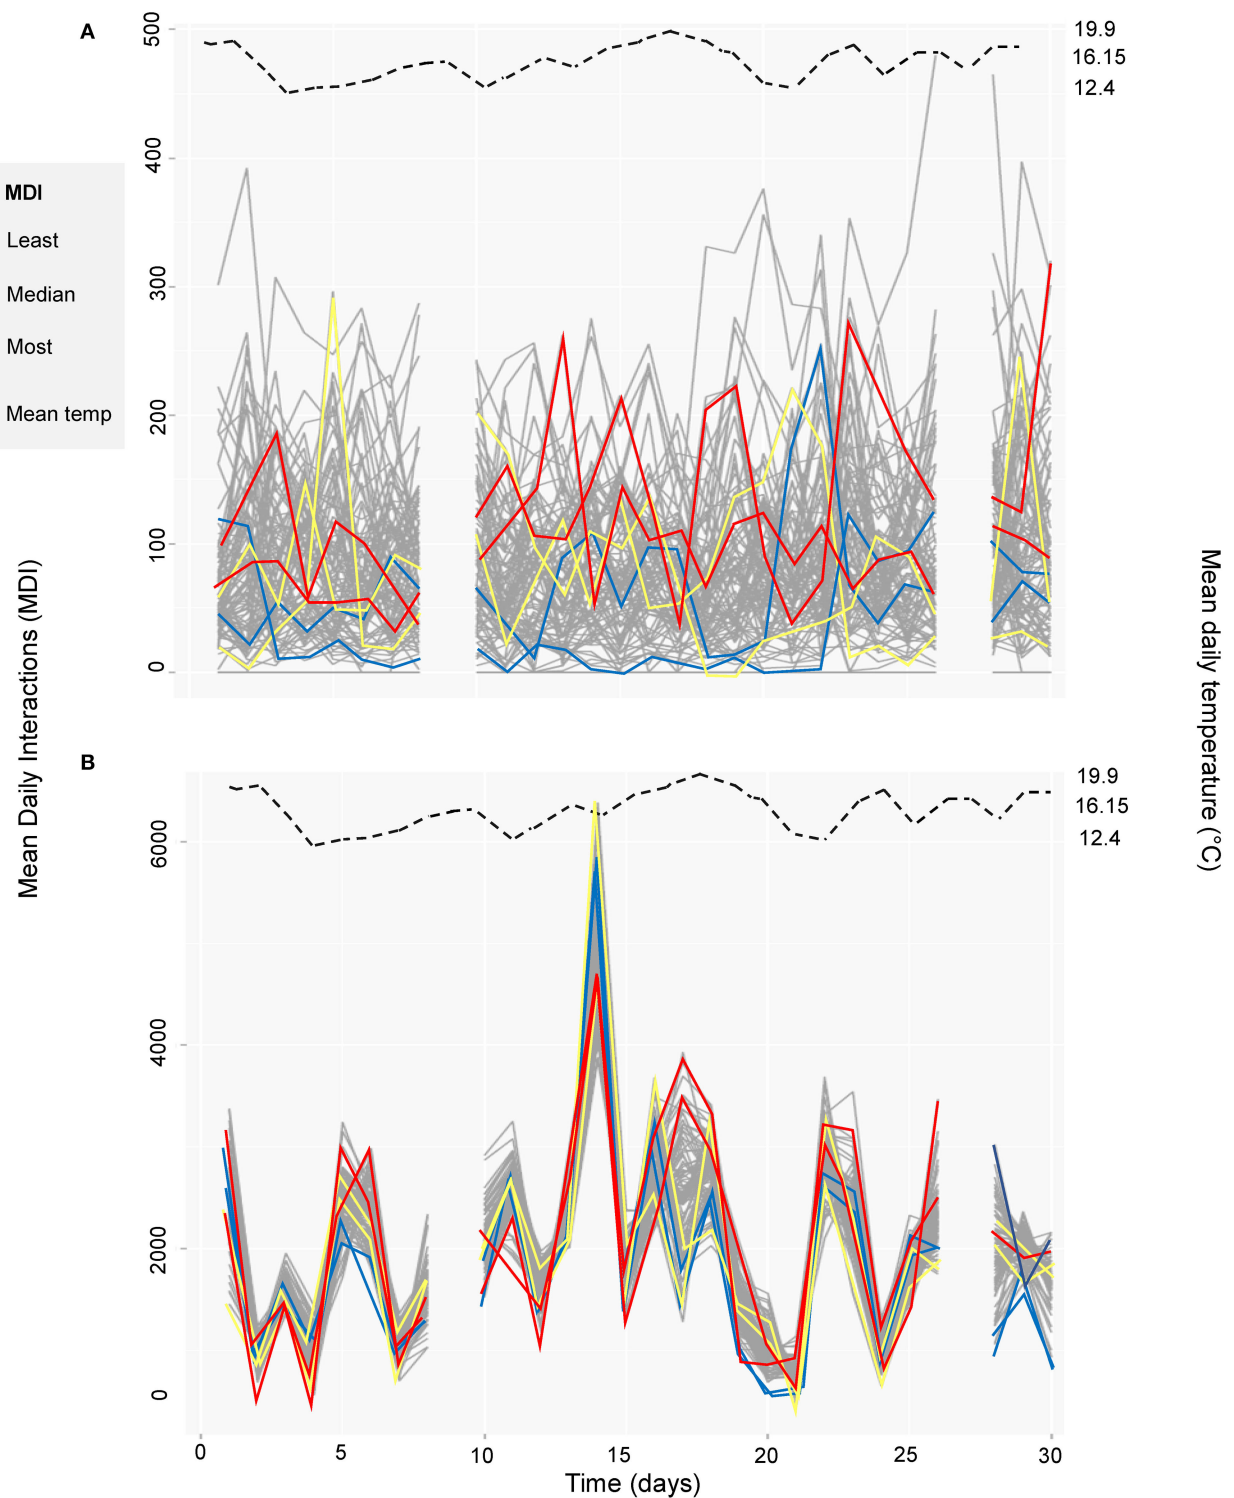 A
500
400
300
200
100
0
19.9
16.15
12.4
MDI
Least
Median
Most
Mean temp
Mean Daily Interactions (MDI)
Mean daily temperature (°C)
B
6000
4000
2000
0
19.9
16.15
12.4
0 5 10 15 20 25 30
Time (days)